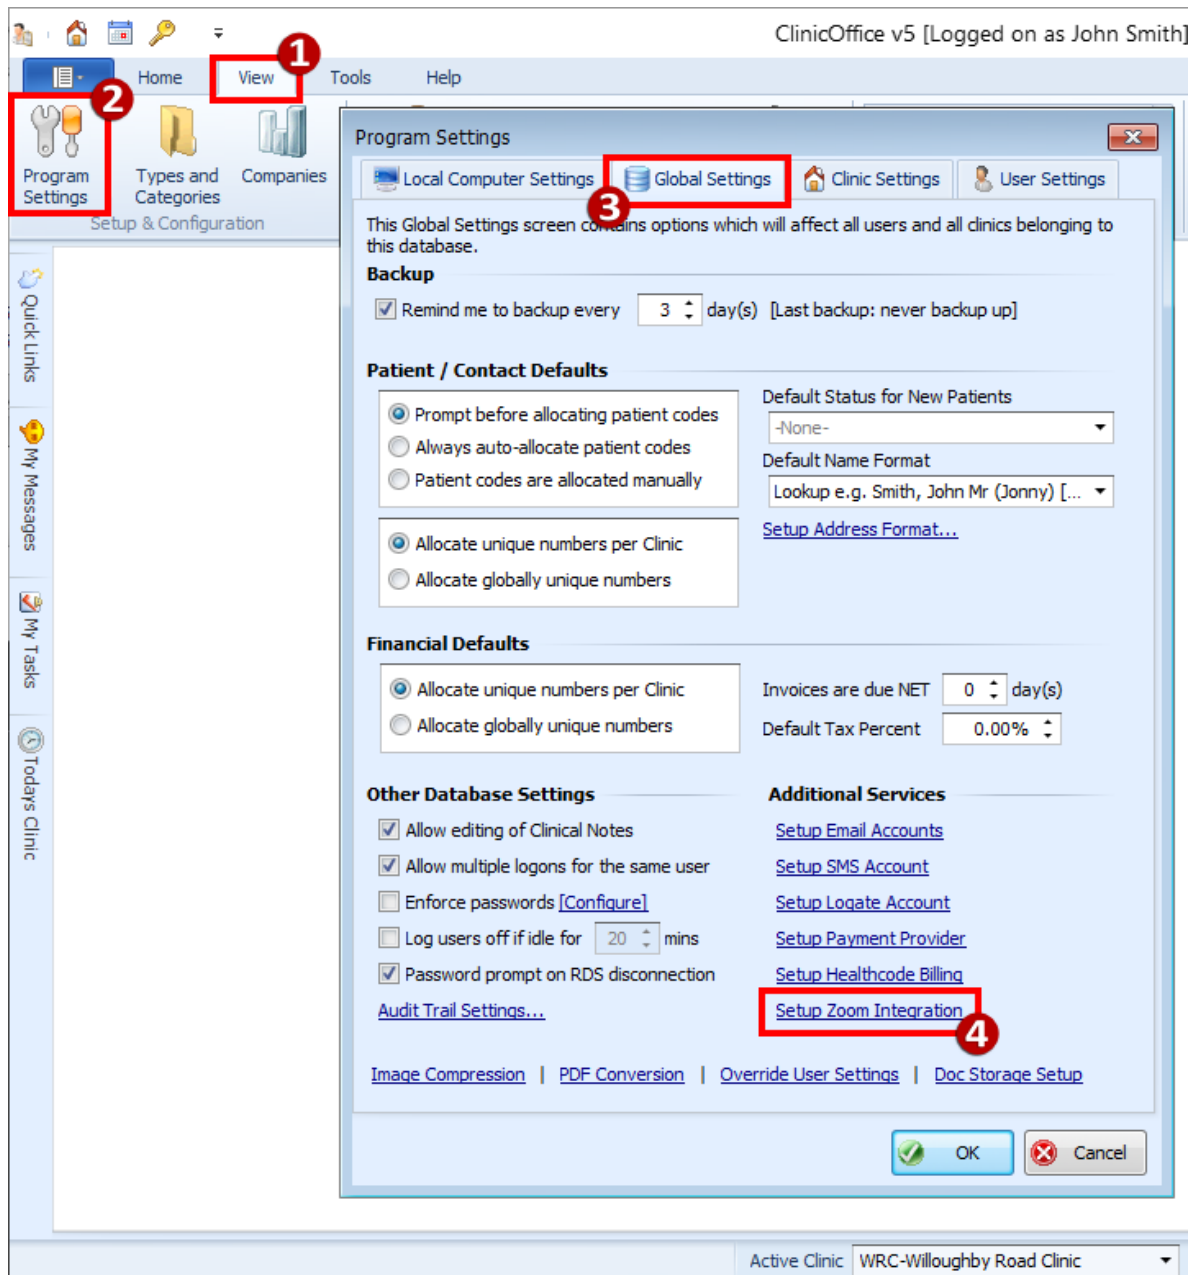 ClinicOffice v5 [Logged on as John Smith]
1
Home View Tools Help
2
Program Settings
Types and Categories
Companies
Setup & Configuration
Quick Links
My Messages
My Tasks
Todays Clinic
Program Settings
Local Computer Settings Global Settings Clinic Settings User Settings
3
This Global Settings screen contains options which will affect all users and all clinics belonging to
this database.
Backup
Remind me to backup every 3 day(s) [Last backup: never backup up]
Patient / Contact Defaults
Prompt before allocating patient codes
Always auto-allocate patient codes
Patient codes are allocated manually
Default Status for New Patients
-None-
Default Name Format
Lookup e.g. Smith, John Mr (Jonny) [...
Setup Address Format...
Allocate unique numbers per Clinic
Allocate globally unique numbers
Financial Defaults
Allocate unique numbers per Clinic
Allocate globally unique numbers
Invoices are due NET 0 day(s)
Default Tax Percent 0.00%
Other Database Settings
Allow editing of Clinical Notes
Allow multiple logons for the same user
Enforce passwords [Configure]
Log users off if idle for 20 mins
Password prompt on RDS disconnection
Audit Trail Settings...
Additional Services
Setup Email Accounts
Setup SMS Account
Setup Loqate Account
Setup Payment Provider
Setup Healthcode Billing
Setup Zoom Integration
4
Image Compression | PDF Conversion | Override User Settings | Doc Storage Setup
OK Cancel
Active Clinic WRC-Willoughby Road Clinic